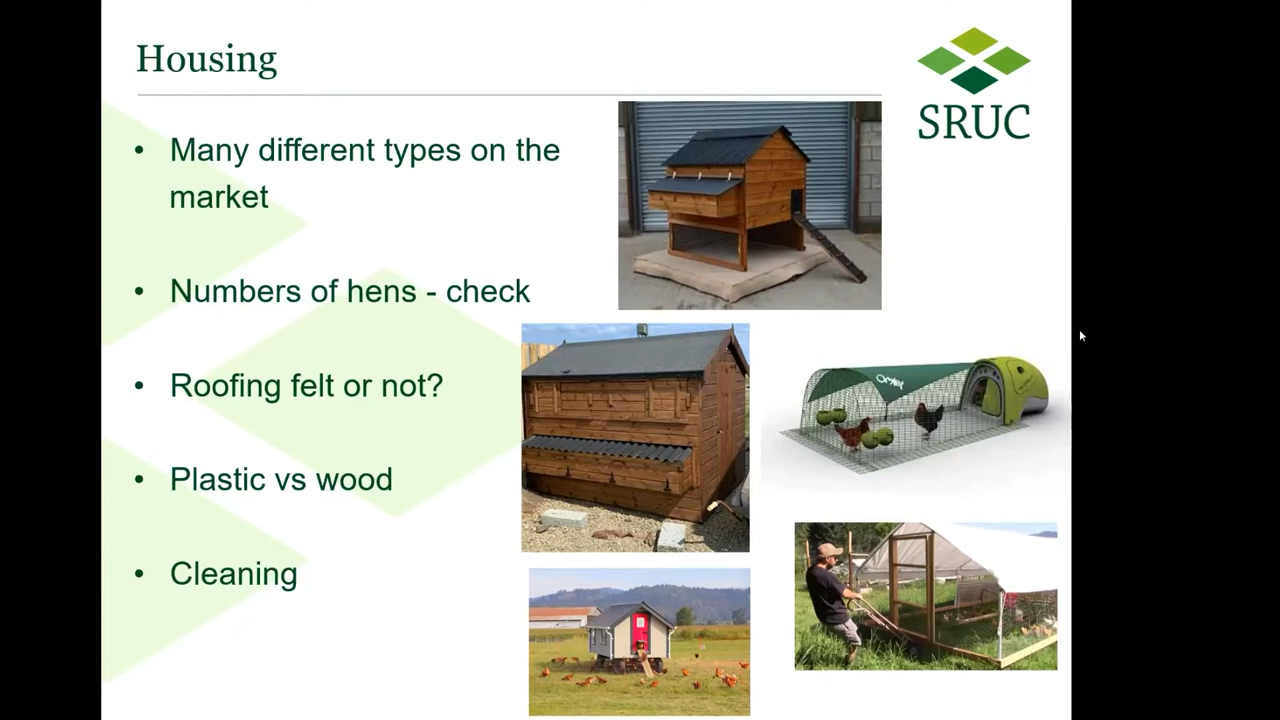 Housing
SRUC
• Many different types on the
market
• Numbers of hens - check
• Roofing felt or not?
• Plastic vs wood
• Cleaning
Omlet